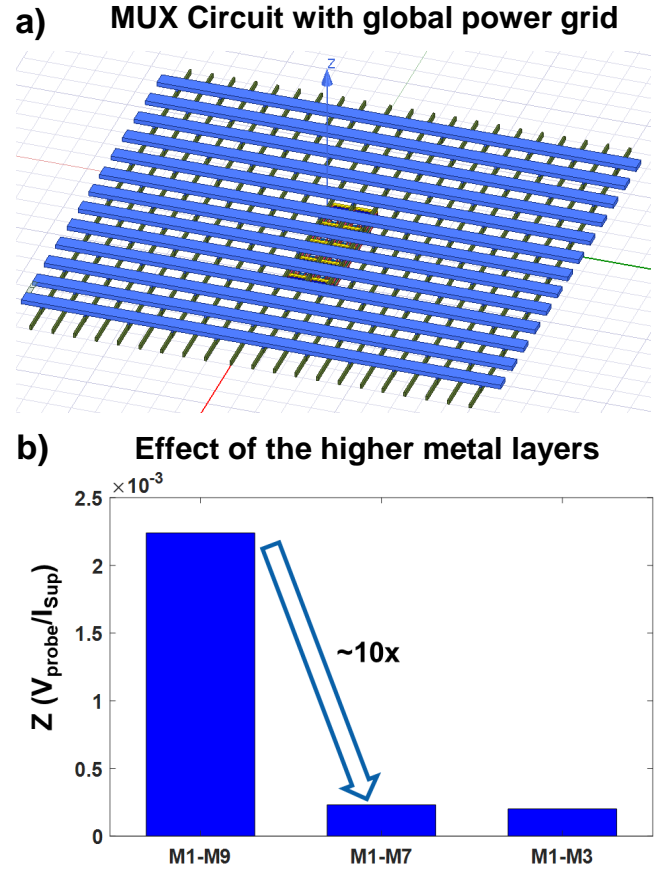 a) MUX Circuit with global power grid
Z
b) Effect of the higher metal layers
×10⁻³
2.5
2
1.5
1
0.5
0
Z (V_probe/I_Sup)
~10x
M1-M9 M1-M7 M1-M3